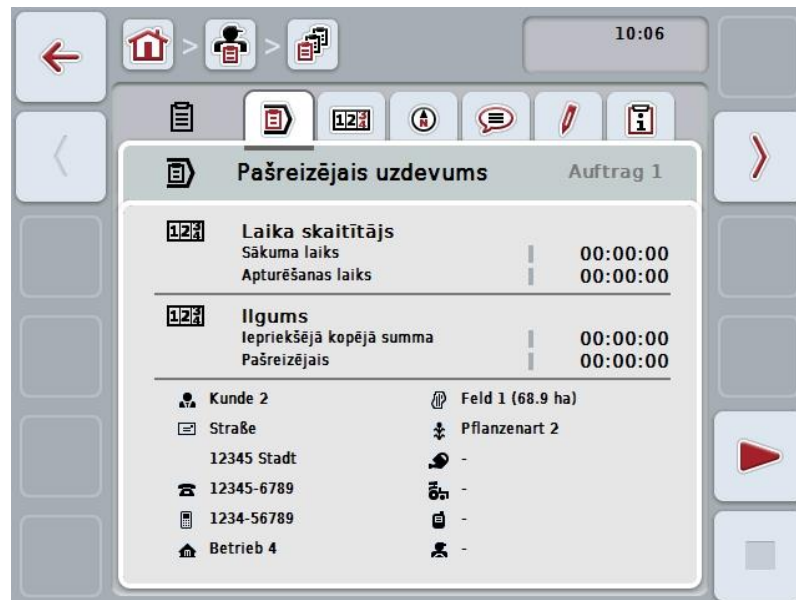 10:06
Pašreizējais uzdevums Auftrag 1
Laika skaitītājs
Sākuma laiks 00:00:00
Apturēšanas laiks 00:00:00
Ilgums
Iepriekšējā kopējā summa 00:00:00
Pašreizējais 00:00:00
Kunde 2 Feld 1 (68.9 ha)
Straße Pflanzenart 2
12345 Stadt -
12345-6789 -
1234-56789 -
Betrieb 4 -